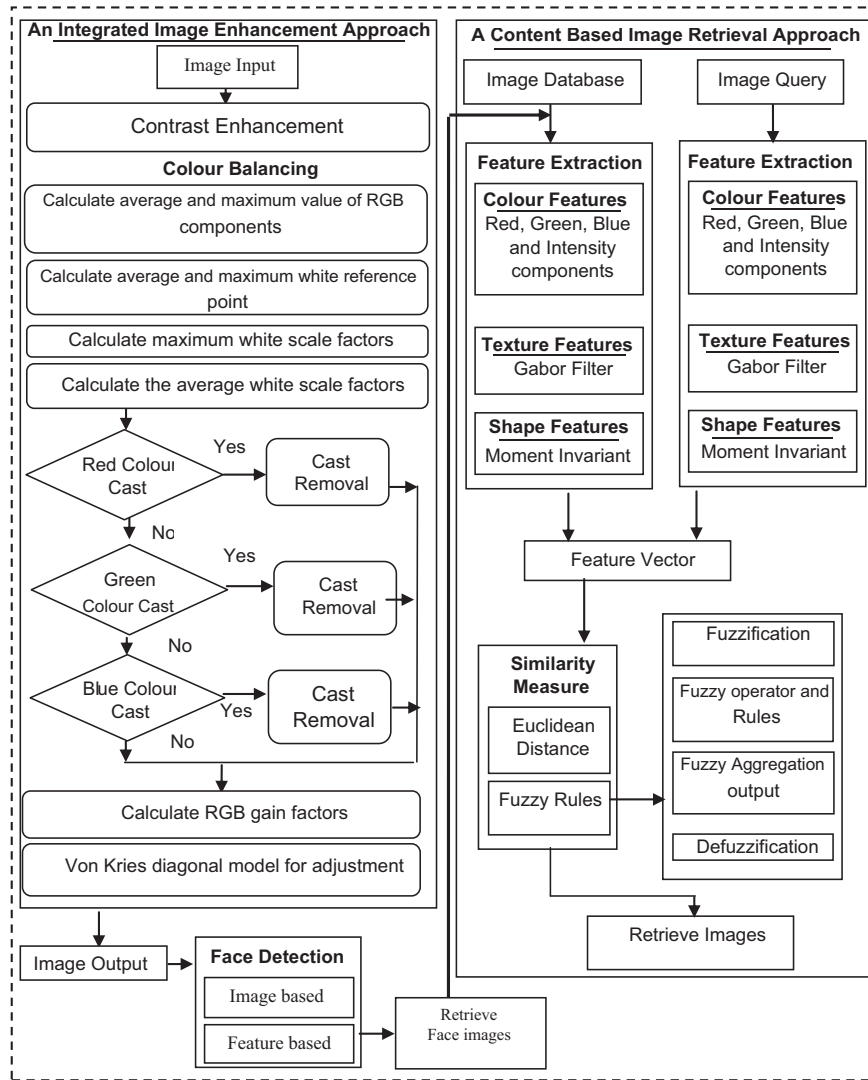 An Integrated Image Enhancement Approach
Image Input
Contrast Enhancement
Colour Balancing
Calculate average and maximum value of RGB
components
Calculate average and maximum white reference
point
Calculate maximum white scale factors
Calculate the average white scale factors
Red Colour
Cast
Yes
Cast
Removal
No
Green
Colour Cast
Yes
Cast
Removal
No
Blue Colour
Cast
Yes
Cast
Removal
No
Calculate RGB gain factors
Von Kries diagonal model for adjustment
Image Output
Face Detection
Image based
Feature based
Retrieve
Face images
A Content Based Image Retrieval Approach
Image Database
Image Query
Feature Extraction
Colour Features
Red, Green, Blue
and Intensity
components
Texture Features
Gabor Filter
Shape Features
Moment Invariant
Feature Extraction
Colour Features
Red, Green, Blue
and Intensity
components
Texture Features
Gabor Filter
Shape Features
Moment Invariant
Feature Vector
Similarity
Measure
Euclidean
Distance
Fuzzy Rules
Fuzzification
Fuzzy operator and
Rules
Fuzzy Aggregation
output
Defuzzification
Retrieve Images